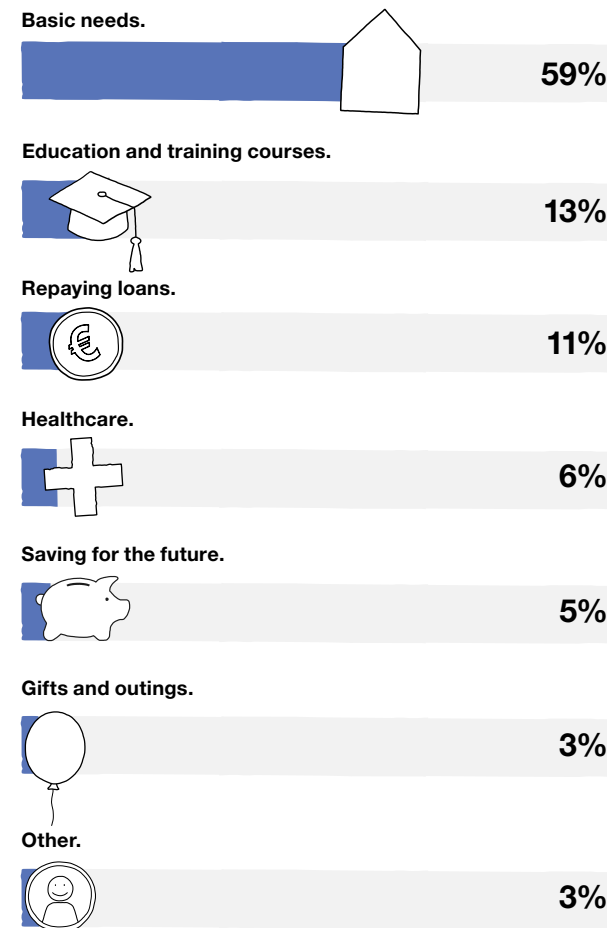 Basic needs.
59%
Education and training courses.
13%
Repaying loans.
€
11%
Healthcare.
6%
Saving for the future.
5%
Gifts and outings.
3%
Other.
3%